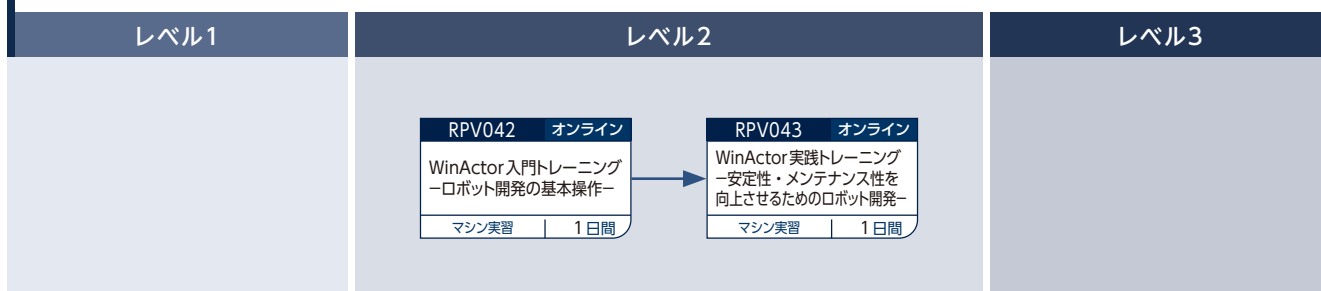 レベル1
レベル2
レベル3
RPV042 オンライン
WinActor入門トレーニング
−ロボット開発の基本操作−
マシン実習 1日間
RPV043 オンライン
WinActor実践トレーニング
−安定性・メンテナンス性を
向上させるためのロボット開発−
マシン実習 1日間